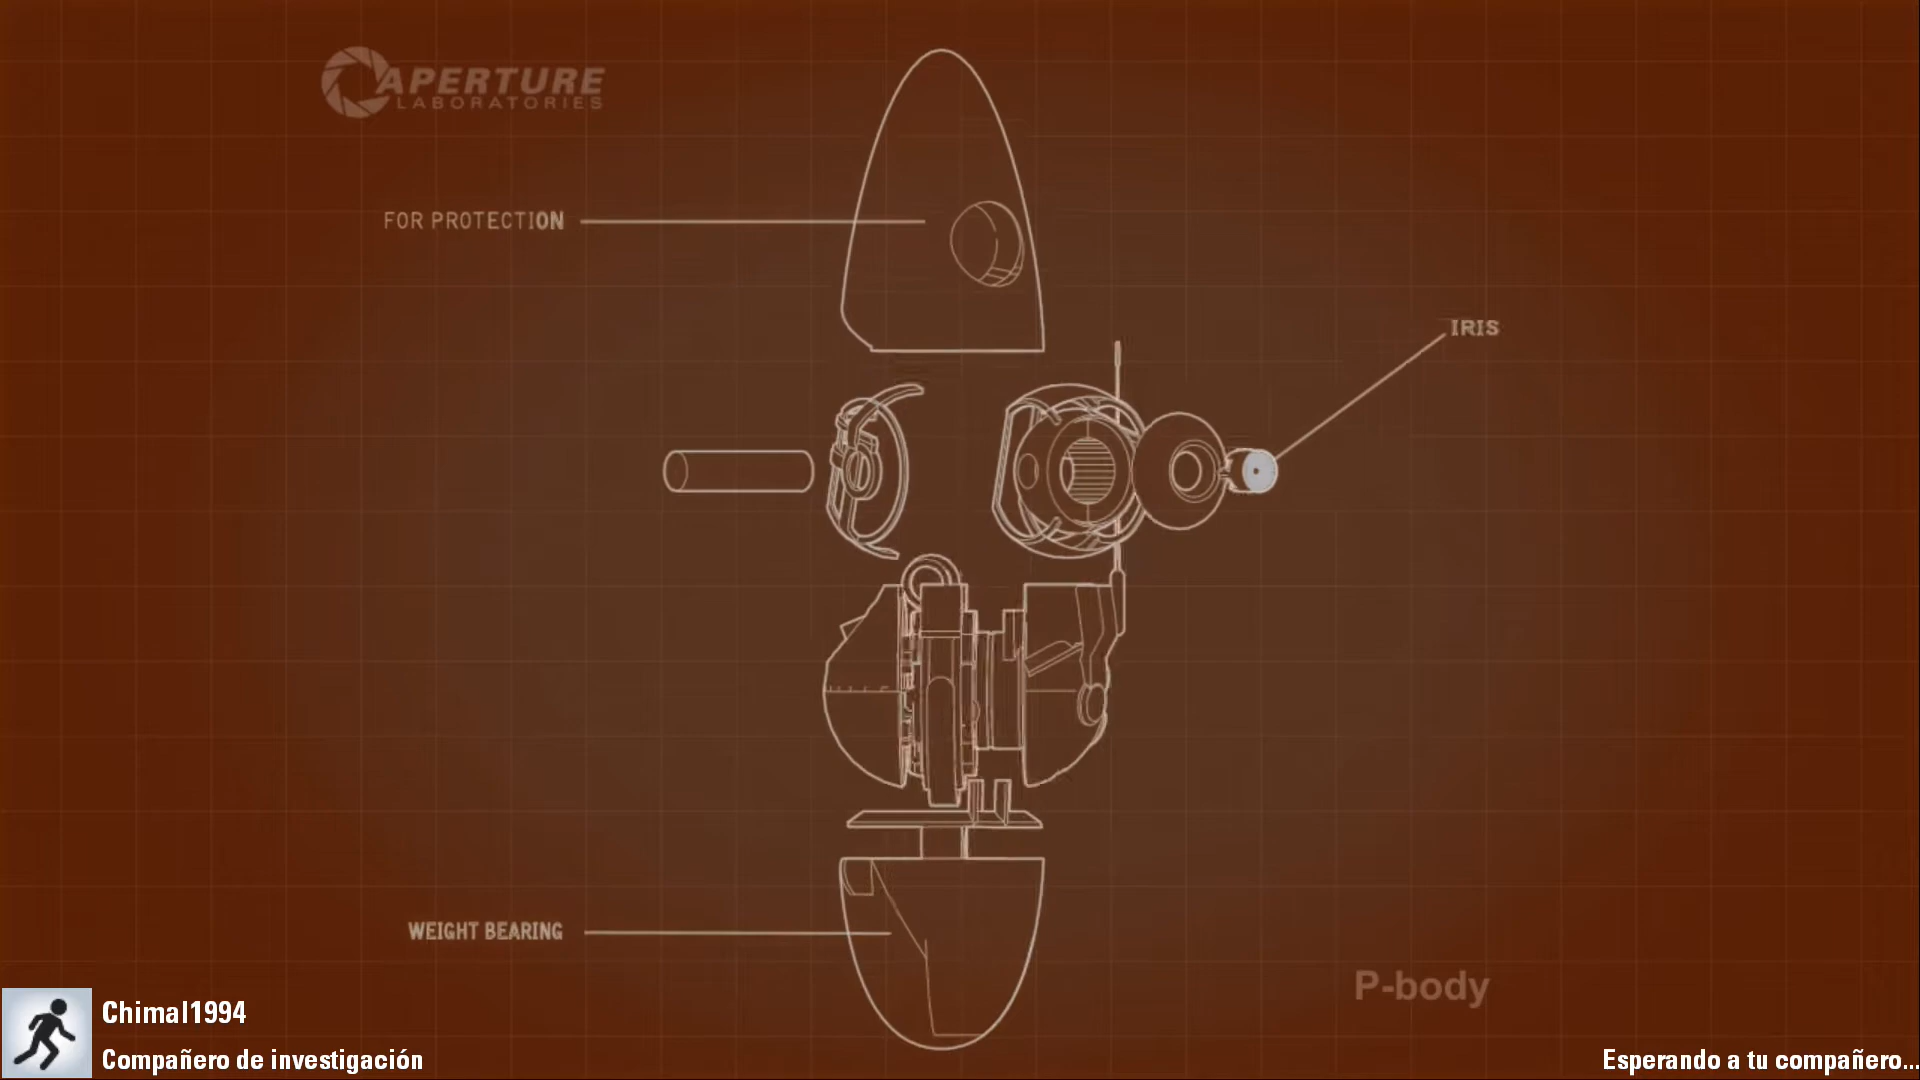 APERTURE
LABORATORIES
FOR PROTECTION
IRIS
WEIGHT BEARING
P-body
Chimal1994
Compañero de investigación
Esperando a tu compañero...